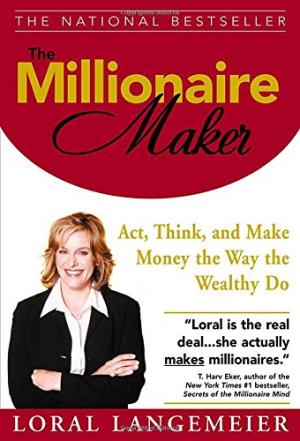 THE NATIONAL BESTSELLER
The
Millionaire
Maker
Act, Think, and Make
Money the Way the
Wealthy Do
"Loral is the real
deal...she actually
makes millionaires."
T. Harv Eker, author of the
New York Times #1 bestseller,
Secrets of the Millionaire Mind
LORAL LANGEMEIER